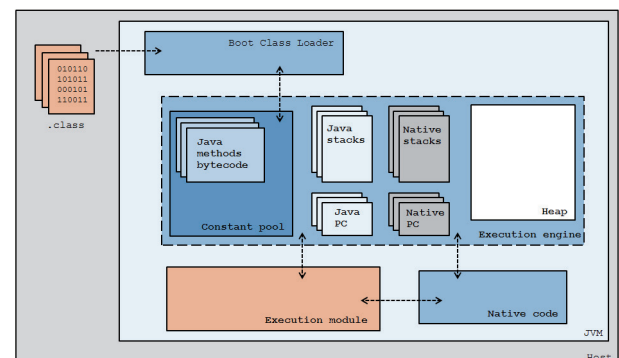 Boot Class Loader
010110
101011
000101
110011
.class
Java
methods
bytecode
Constant pool
Java
stacks
Native
stacks
Java
PC
Native
PC
Heap
Execution engine
Execution module
Native code
JVM
Host